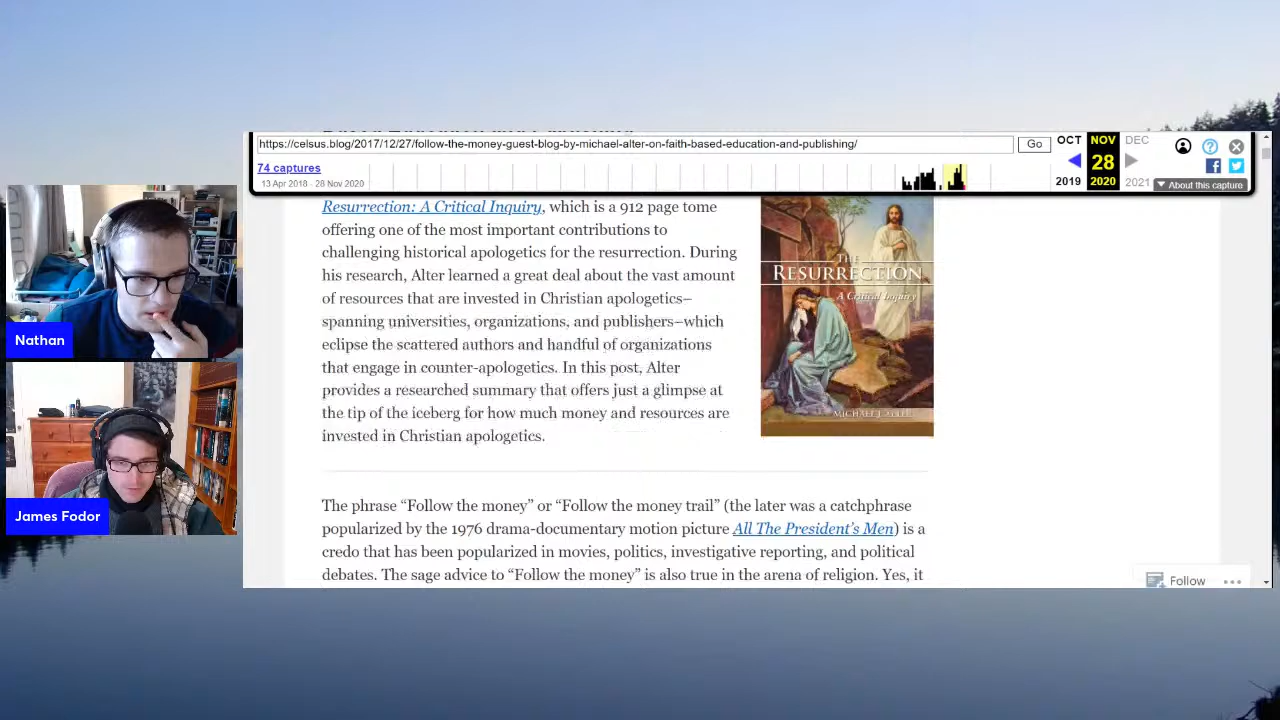 https://celsus.blog/2017/12/27/follow-the-money-guest-blog-by-michael-alter-on-faith-based-education-and-publishing/
Go
OCT
NOV
DEC
74 captures
28
13 Apr 2018 - 28 Nov 2020
2019
2020
2021
About this capture
Resurrection: A Critical Inquiry, which is a 912 page tome
offering one of the most important contributions to
challenging historical apologetics for the resurrection. During
his research, Alter learned a great deal about the vast amount
of resources that are invested in Christian apologetics–
spanning universities, organizations, and publishers–which
eclipse the scattered authors and handful of organizations
that engage in counter-apologetics. In this post, Alter
provides a researched summary that offers just a glimpse at
the tip of the iceberg for how much money and resources are
invested in Christian apologetics.
THE
RESURRECTION
A Critical Inquiry
The phrase “Follow the money” or “Follow the money trail” (the later was a catchphrase
popularized by the 1976 drama-documentary motion picture All The President’s Men) is a
credo that has been popularized in movies, politics, investigative reporting, and political
debates. The sage advice to “Follow the money” is also true in the arena of religion. Yes, it
Follow
Nathan
James Fodor